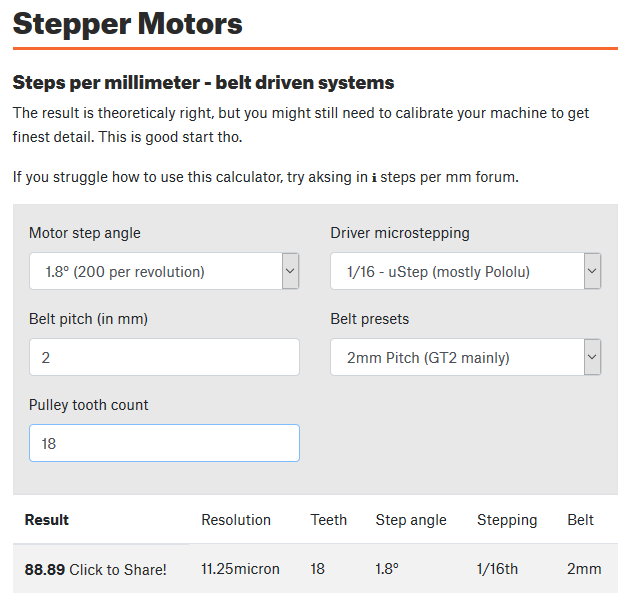 Stepper Motors
Steps per millimeter - belt driven systems
The result is theoreticaly right, but you might still need to calibrate your machine to get
finest detail. This is good start tho.
If you struggle how to use this calculator, try aksing in i steps per mm forum.
Motor step angle Driver microstepping
1.8° (200 per revolution) 1/16 - uStep (mostly Pololu)
Belt pitch (in mm) Belt presets
2 2mm Pitch (GT2 mainly)
Pulley tooth count
18
Result Resolution Teeth Step angle Stepping Belt
88.89 Click to Share! 11.25micron 18 1.8° 1/16th 2mm